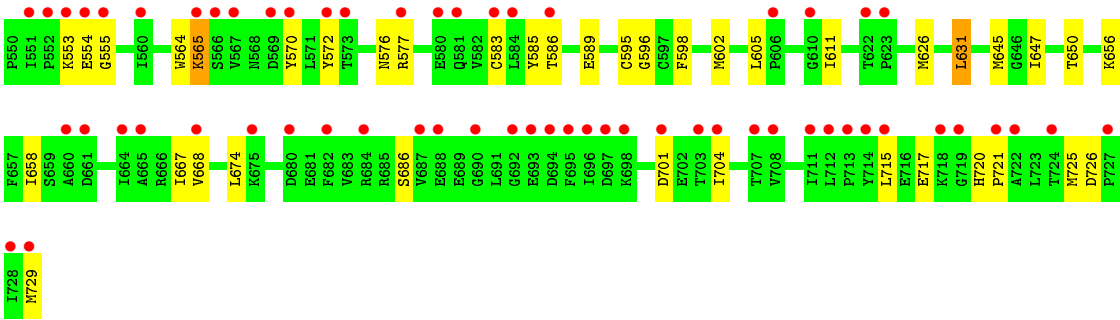 P550 I551 P552 K553 E554 G555 I560 W564 K565 S566 V567 N568 D569 Y570 L571 Y572 T573 N576 R577 E580 Q581 V582 C583 L584 Y585 T586 E589 C595 G596 C597 F598 M602 L605 P606 G610 I611 T622 P623 M626 L631 M645 G646 I647 T650 K656
F657 I658 S659 A660 D661 I664 A665 R666 I667 V668 L674 K675 D680 E681 F682 V683 R684 R685 S686 V687 E688 E689 G690 L691 G692 E693 D694 F695 I696 D697 K698 D701 E702 T703 I704 T707 V708 I711 L712 P713 Y714 L715 E716 E717 K718 G719 H720 P721 A722 L723 T724 M725 D726 P727
I728 M729